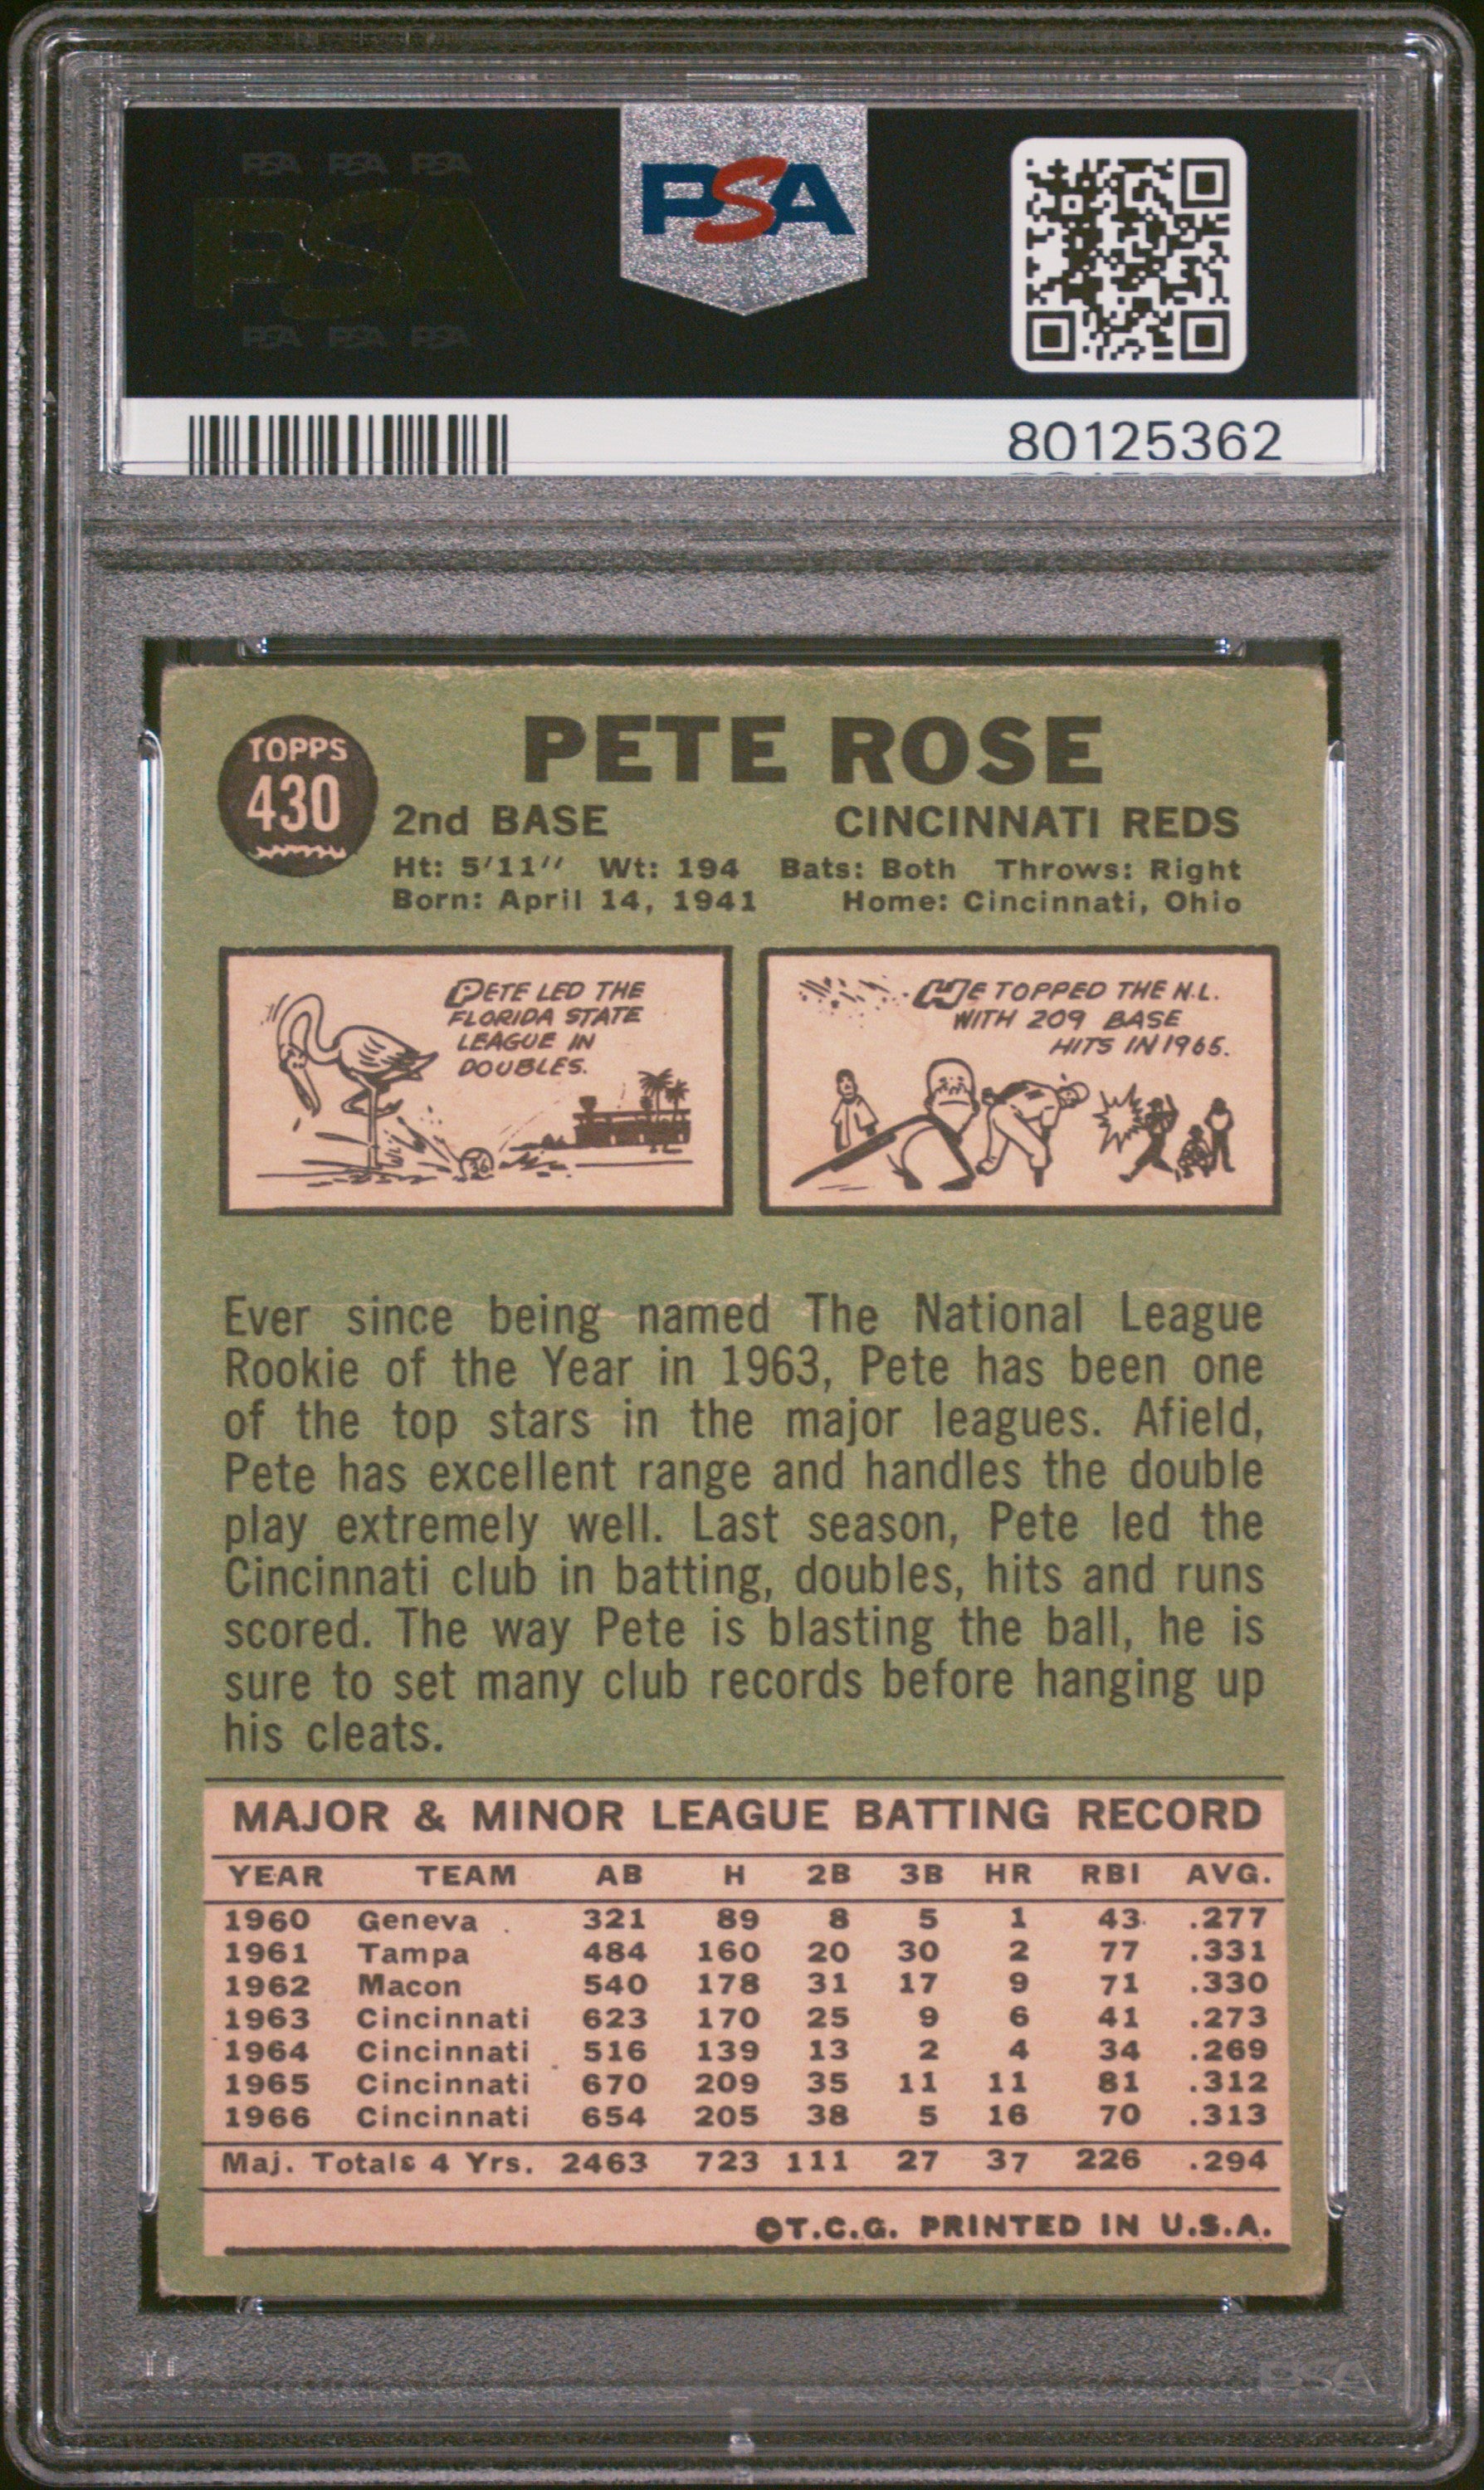 PSA PSA PSA
PSA
PSA PSA PSA
PSA
80125362
TOPPS
430
PETE ROSE
2nd BASE CINCINNATI REDS
Ht: 5'11'' Wt: 194 Bats: Both Throws: Right
Born: April 14, 1941 Home: Cincinnati, Ohio
PETE LED THE
FLORIDA STATE
LEAGUE IN
DOUBLES.
HE TOPPED THE N.L.
WITH 209 BASE
HITS IN 1965.
Ever since being named The National League
Rookie of the Year in 1963, Pete has been one
of the top stars in the major leagues. Afield,
Pete has excellent range and handles the double
play extremely well. Last season, Pete led the
Cincinnati club in batting, doubles, hits and runs
scored. The way Pete is blasting the ball, he is
sure to set many club records before hanging up
his cleats.
MAJOR & MINOR LEAGUE BATTING RECORD
YEAR TEAM AB H 2B 3B HR RBI AVG.
1960 Geneva 321 89 8 5 1 43 .277
1961 Tampa 484 160 20 30 2 77 .331
1962 Macon 540 178 31 17 9 71 .330
1963 Cincinnati 623 170 25 9 6 41 .273
1964 Cincinnati 516 139 13 2 4 34 .269
1965 Cincinnati 670 209 35 11 11 81 .312
1966 Cincinnati 654 205 38 5 16 70 .313
Maj. Totals 4 Yrs. 2463 723 111 27 37 226 .294
©T.C.G. PRINTED IN U.S.A.
PSA